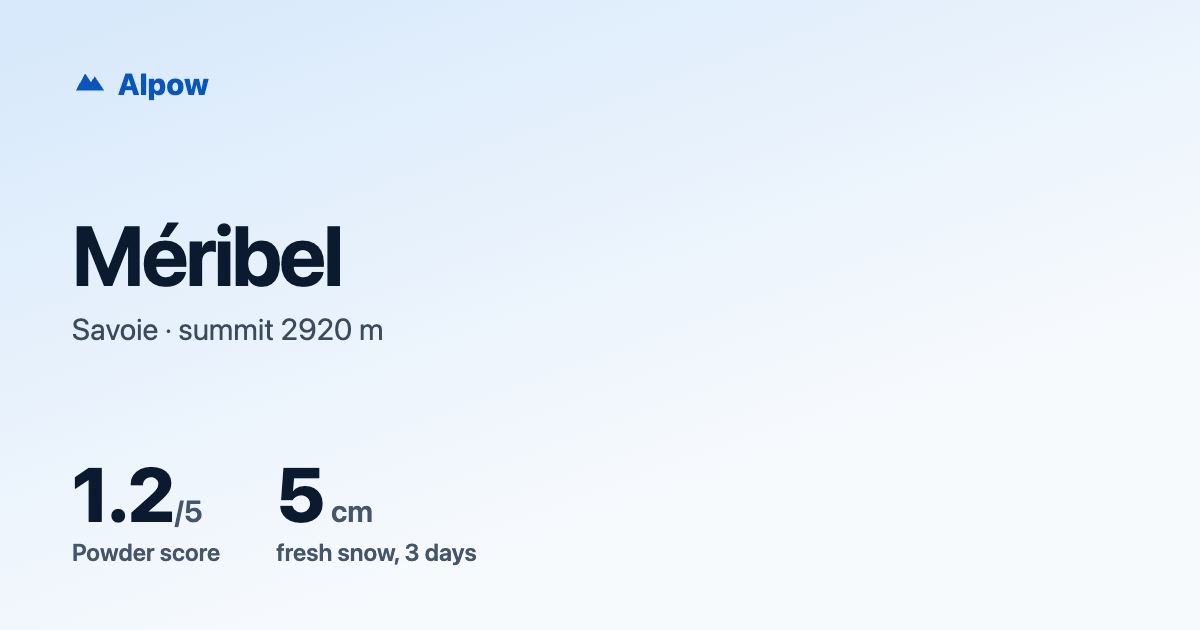 Alpow
Méribel
Savoie · summit 2920 m
1.2/5
Powder score
5 cm
fresh snow, 3 days